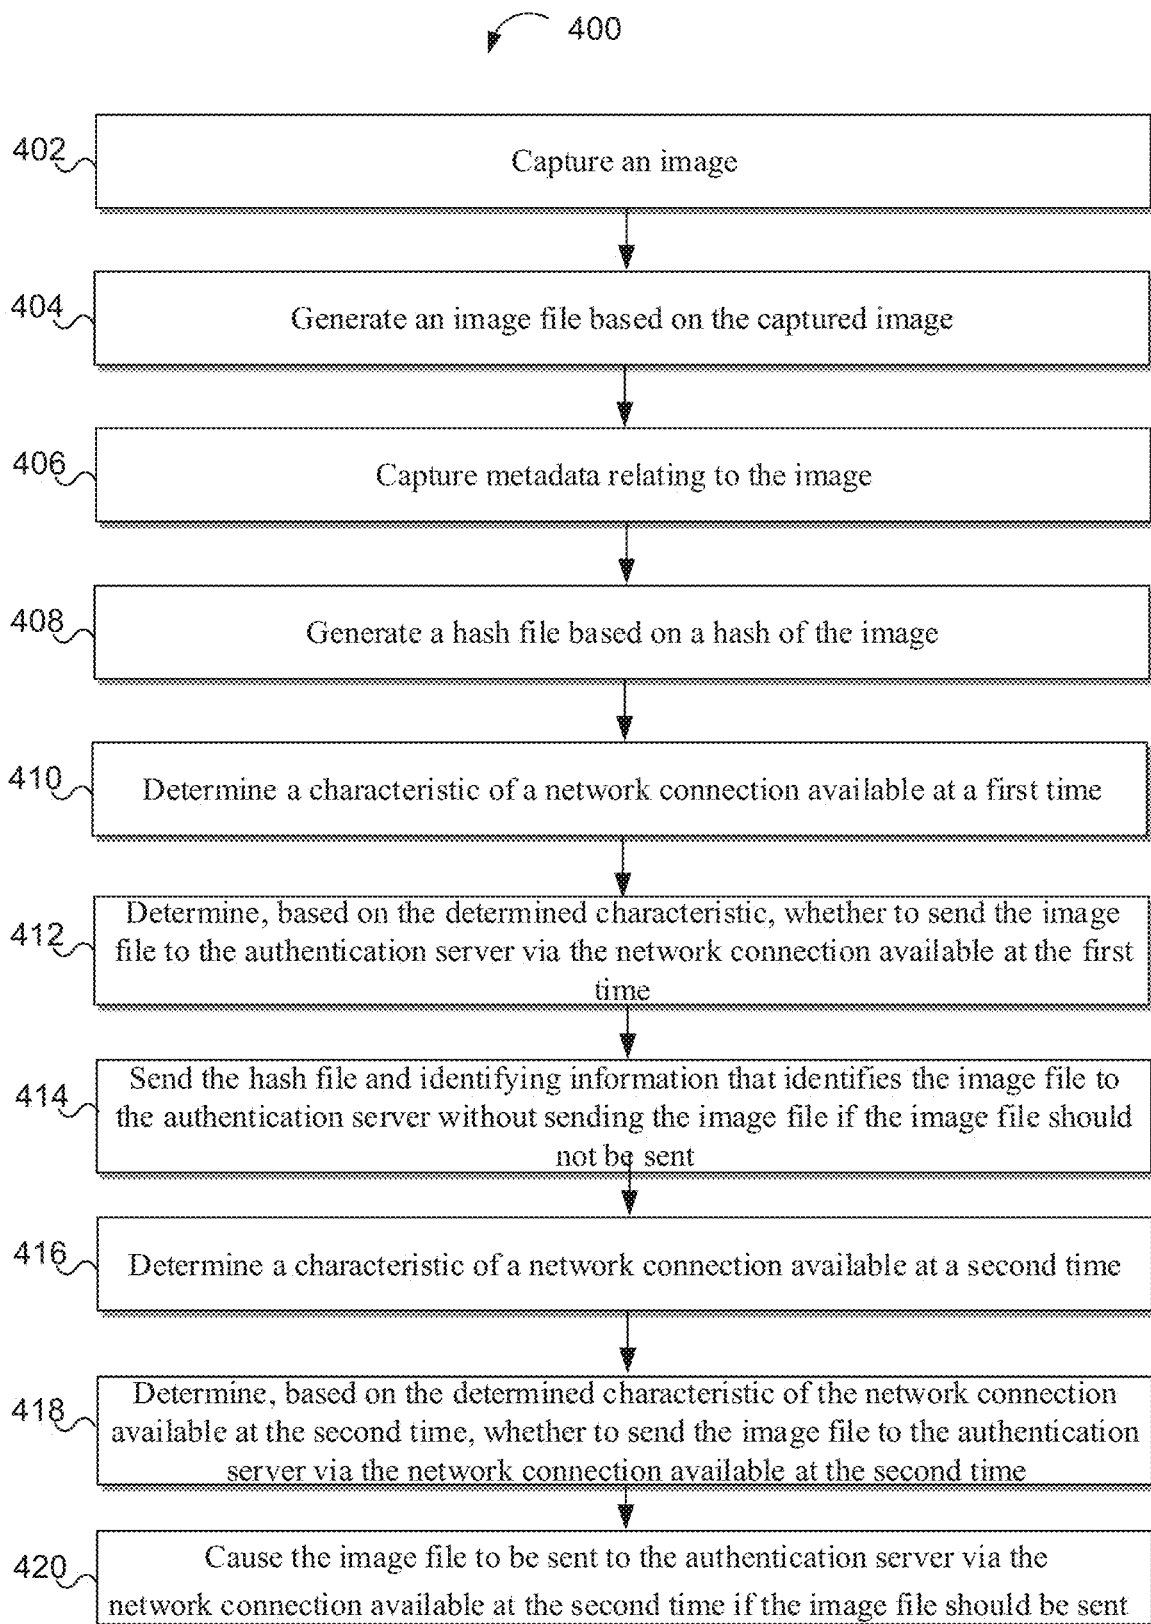 400
402
Capture an image
404
Generate an image file based on the captured image
406
Capture metadata relating to the image
408
Generate a hash file based on a hash of the image
410
Determine a characteristic of a network connection available at a first time
412
Determine, based on the determined characteristic, whether to send the image
file to the authentication server via the network connection available at the first
time
414
Send the hash file and identifying information that identifies the image file to
the authentication server without sending the image file if the image file should
not be sent
416
Determine a characteristic of a network connection available at a second time
418
Determine, based on the determined characteristic of the network connection
available at the second time, whether to send the image file to the authentication
server via the network connection available at the second time
420
Cause the image file to be sent to the authentication server via the
network connection available at the second time if the image file should be sent